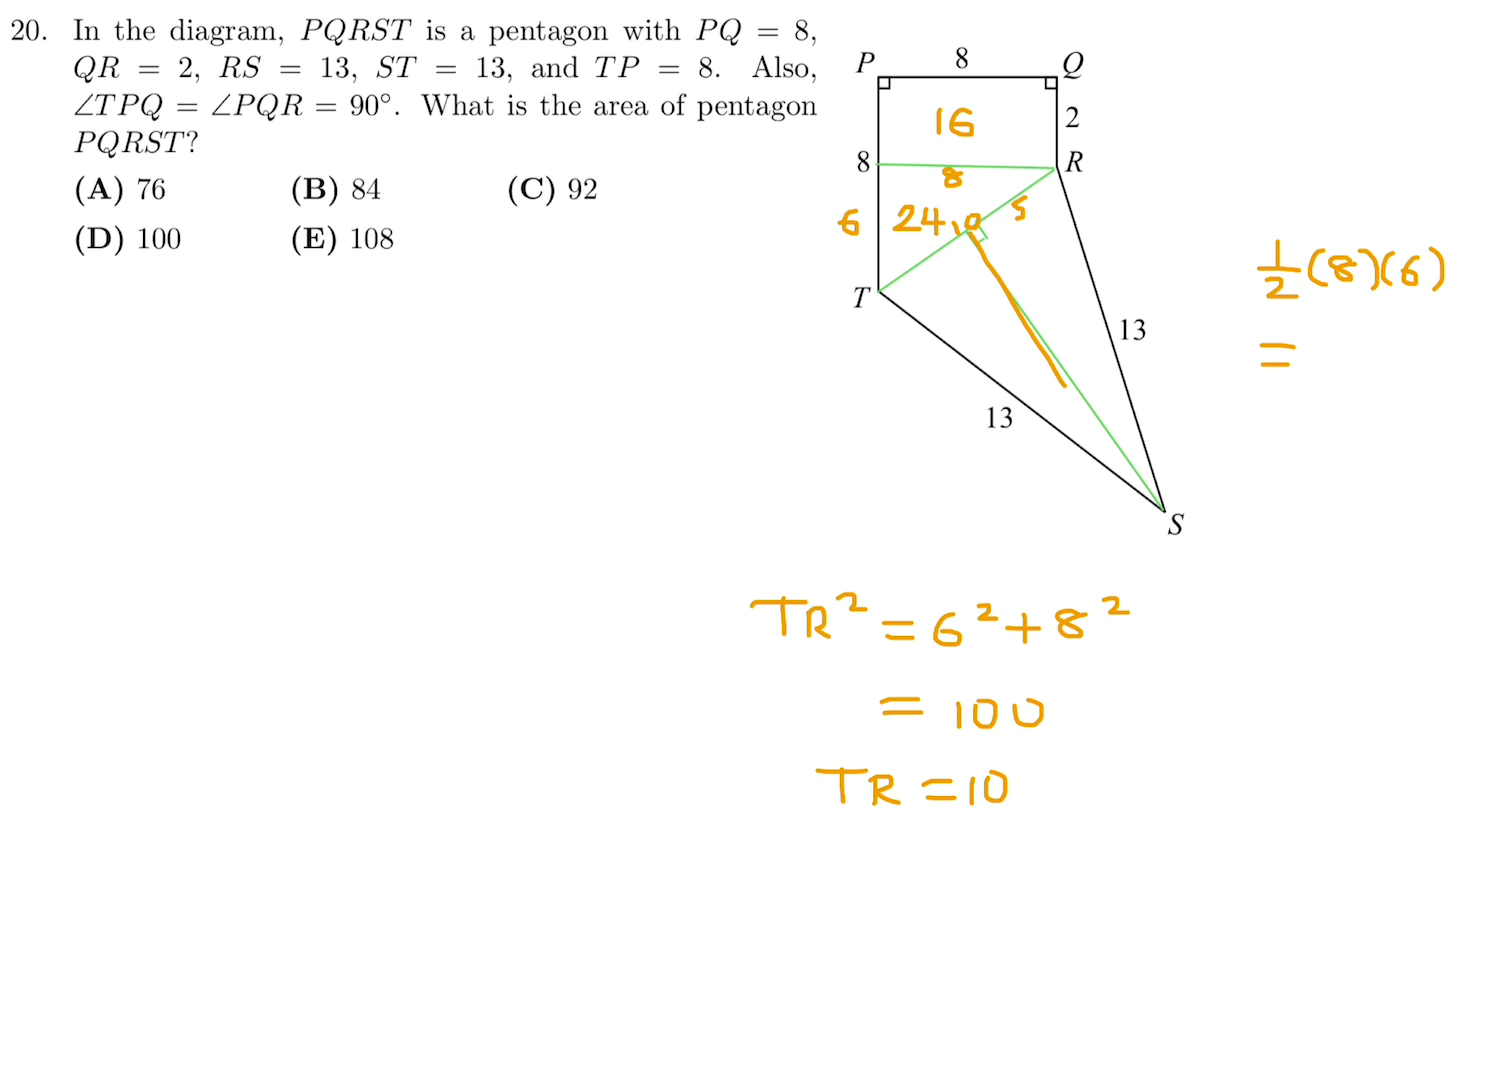 20. In the diagram, PQRST is a pentagon with PQ = 8,
QR = 2, RS = 13, ST = 13, and TP = 8. Also,
∠TPQ = ∠PQR = 90°. What is the area of pentagon
PQRST?
(A) 76 (B) 84 (C) 92
(D) 100 (E) 108
P 8 Q
16 2
8 R
8
6 24 10 5
T
13
13
S
1/2 (8)(6)
=
TR² = 6² + 8²
= 100
TR = 10